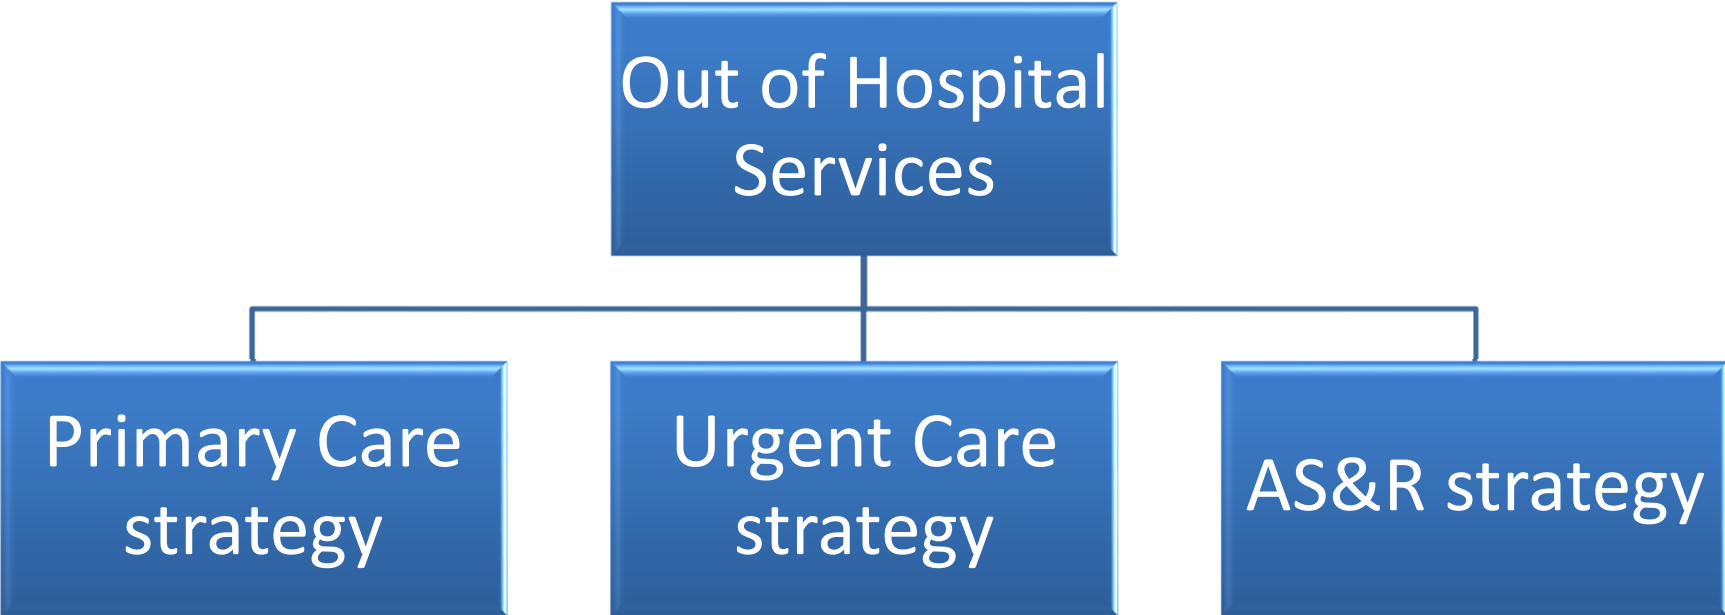 Out of Hospital
Services
Primary Care
strategy
Urgent Care
strategy
AS&R strategy